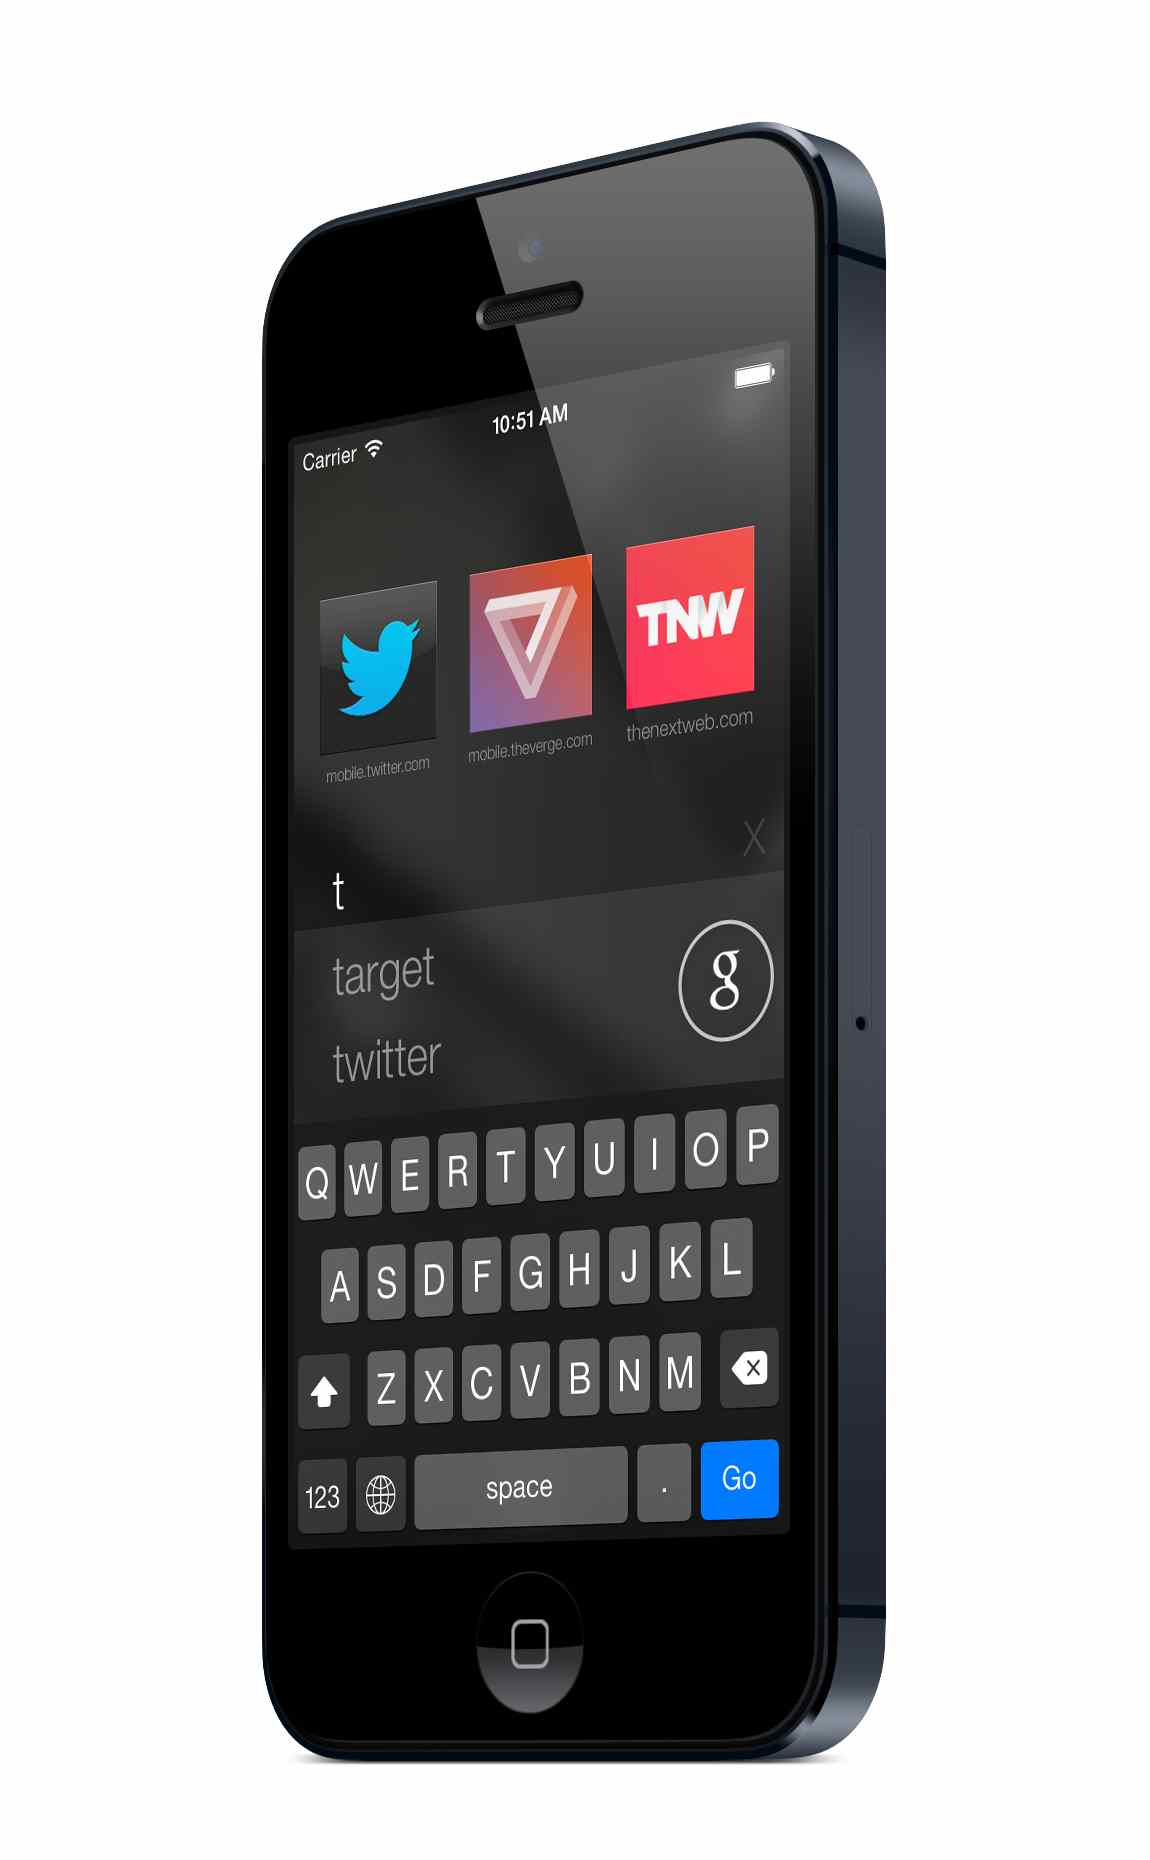 10:51 AM
Carrier
TNW
mobile.twitter.com
mobile.theverge.com
thenextweb.com
X
t
target
g
twitter
Q W E R T Y U I O P
A S D F G H J K L
Z X C V B N M
123 space . Go